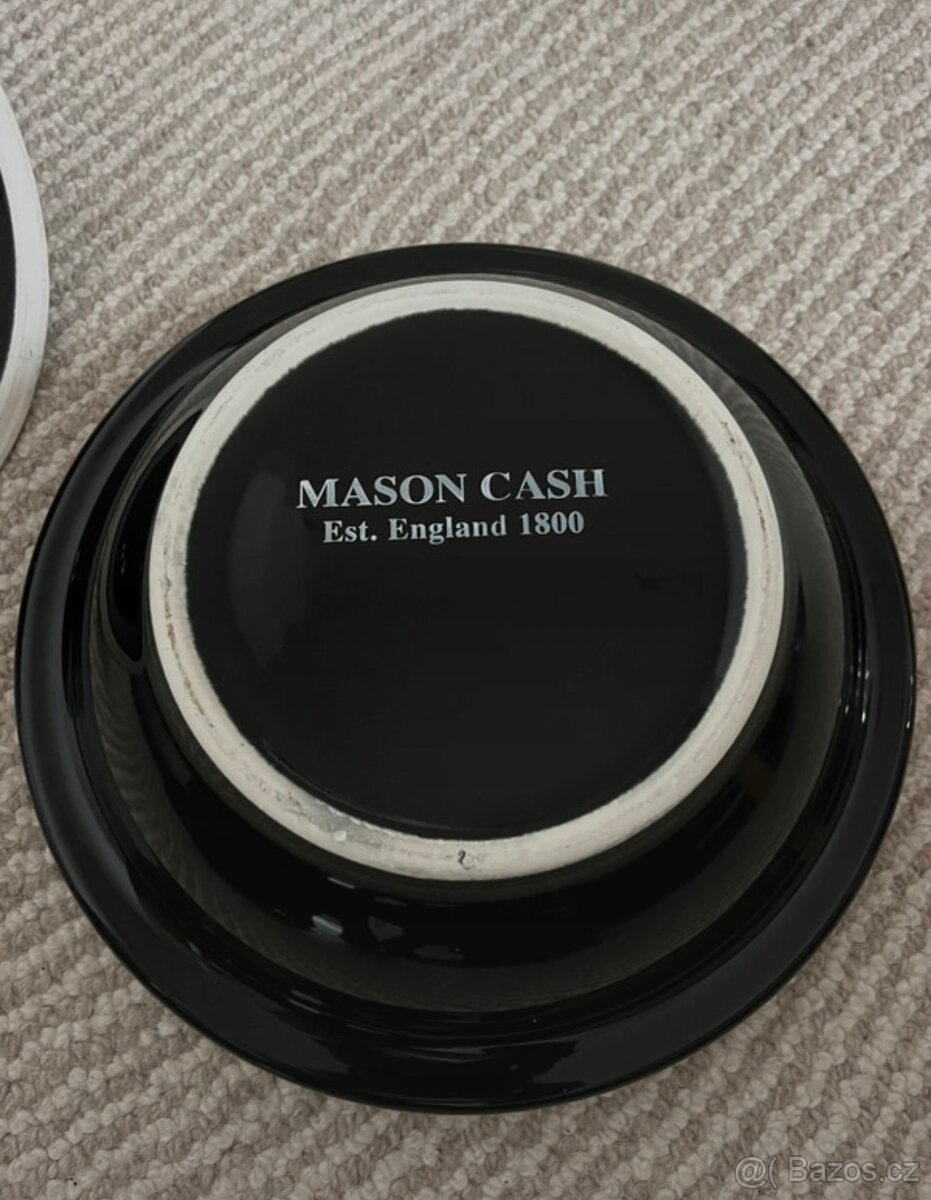 MASON CASH
Est. England 1800
@( Bazos.cz